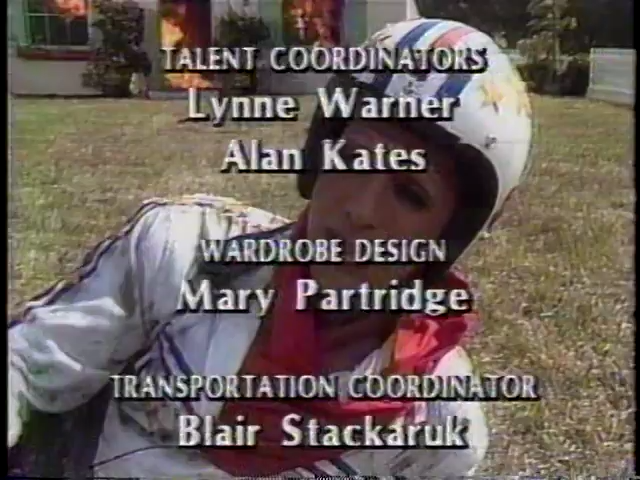 TALENT COORDINATORS
Lynne Warner
Alan Kates
WARDROBE DESIGN
Mary Partridge
TRANSPORTATION COORDINATOR
Blair Stackaruk